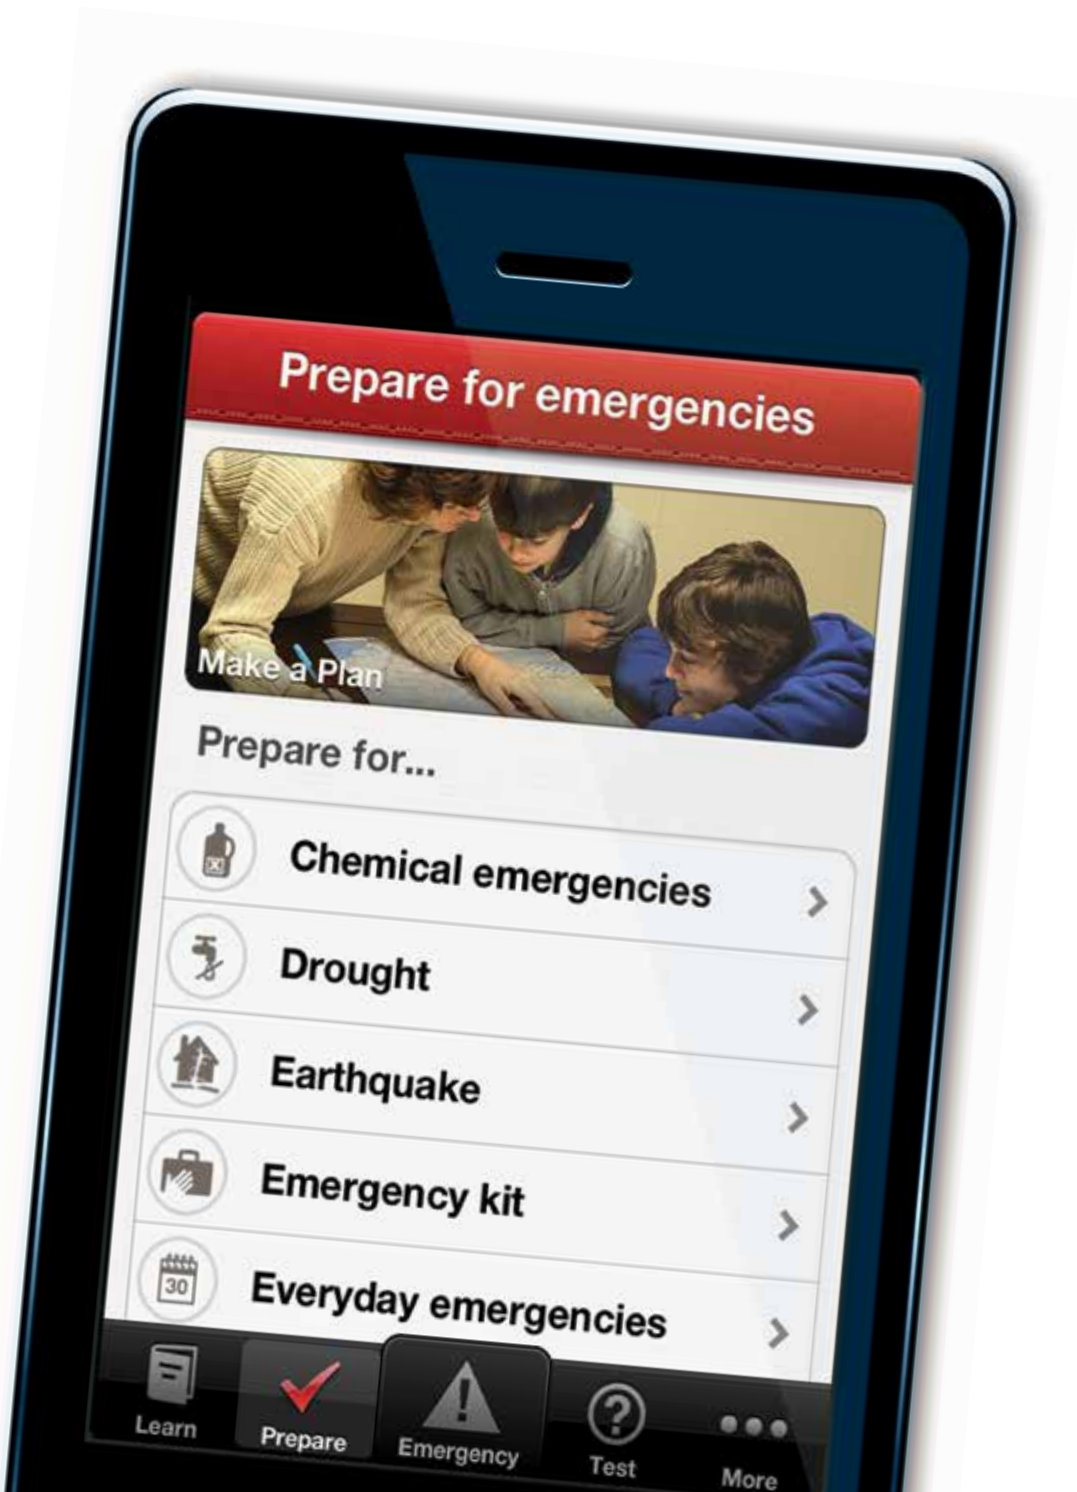 Prepare for emergencies
Make a Plan
Prepare for...
Chemical emergencies
Drought
Earthquake
Emergency kit
30
Everyday emergencies
Learn
Prepare
Emergency
Test
More